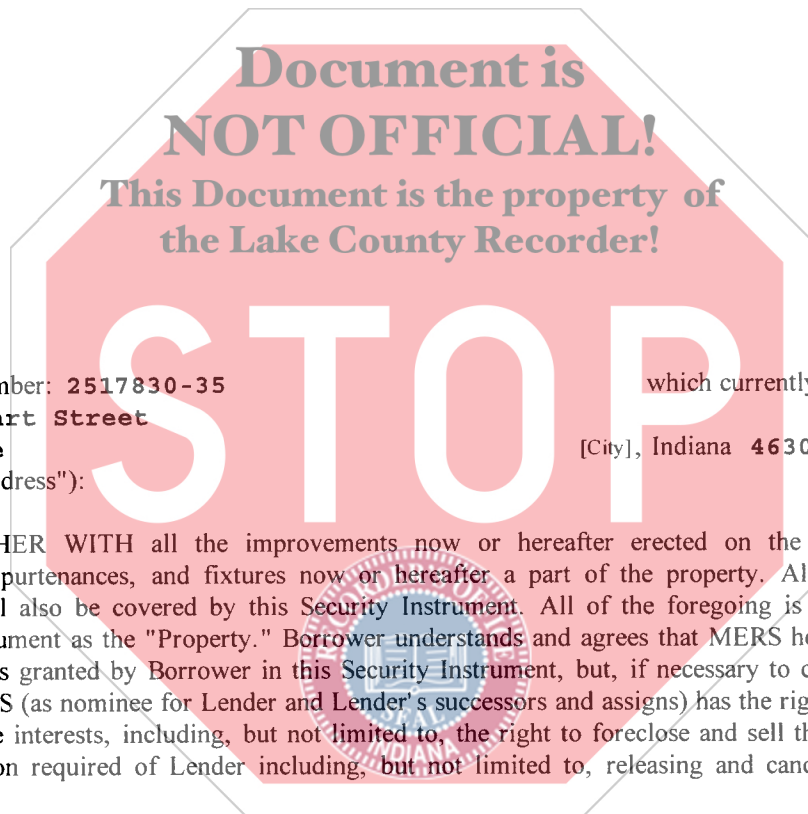 Document is
NOT OFFICIAL!
This Document is the property of
the Lake County Recorder!
STOP
mber: 2517830-35 which currently
art Street
e [City], Indiana 4630
dress"):
HER WITH all the improvements now or hereafter erected on the
purtenances, and fixtures now or hereafter a part of the property. Al
l also be covered by this Security Instrument. All of the foregoing is
ument as the "Property." Borrower understands and agrees that MERS ho
s granted by Borrower in this Security Instrument, but, if necessary to c
S (as nominee for Lender and Lender's successors and assigns) has the rig
e interests, including, but not limited to, the right to foreclose and sell th
on required of Lender including, but not limited to, releasing and canc
SEAL
INDIANA